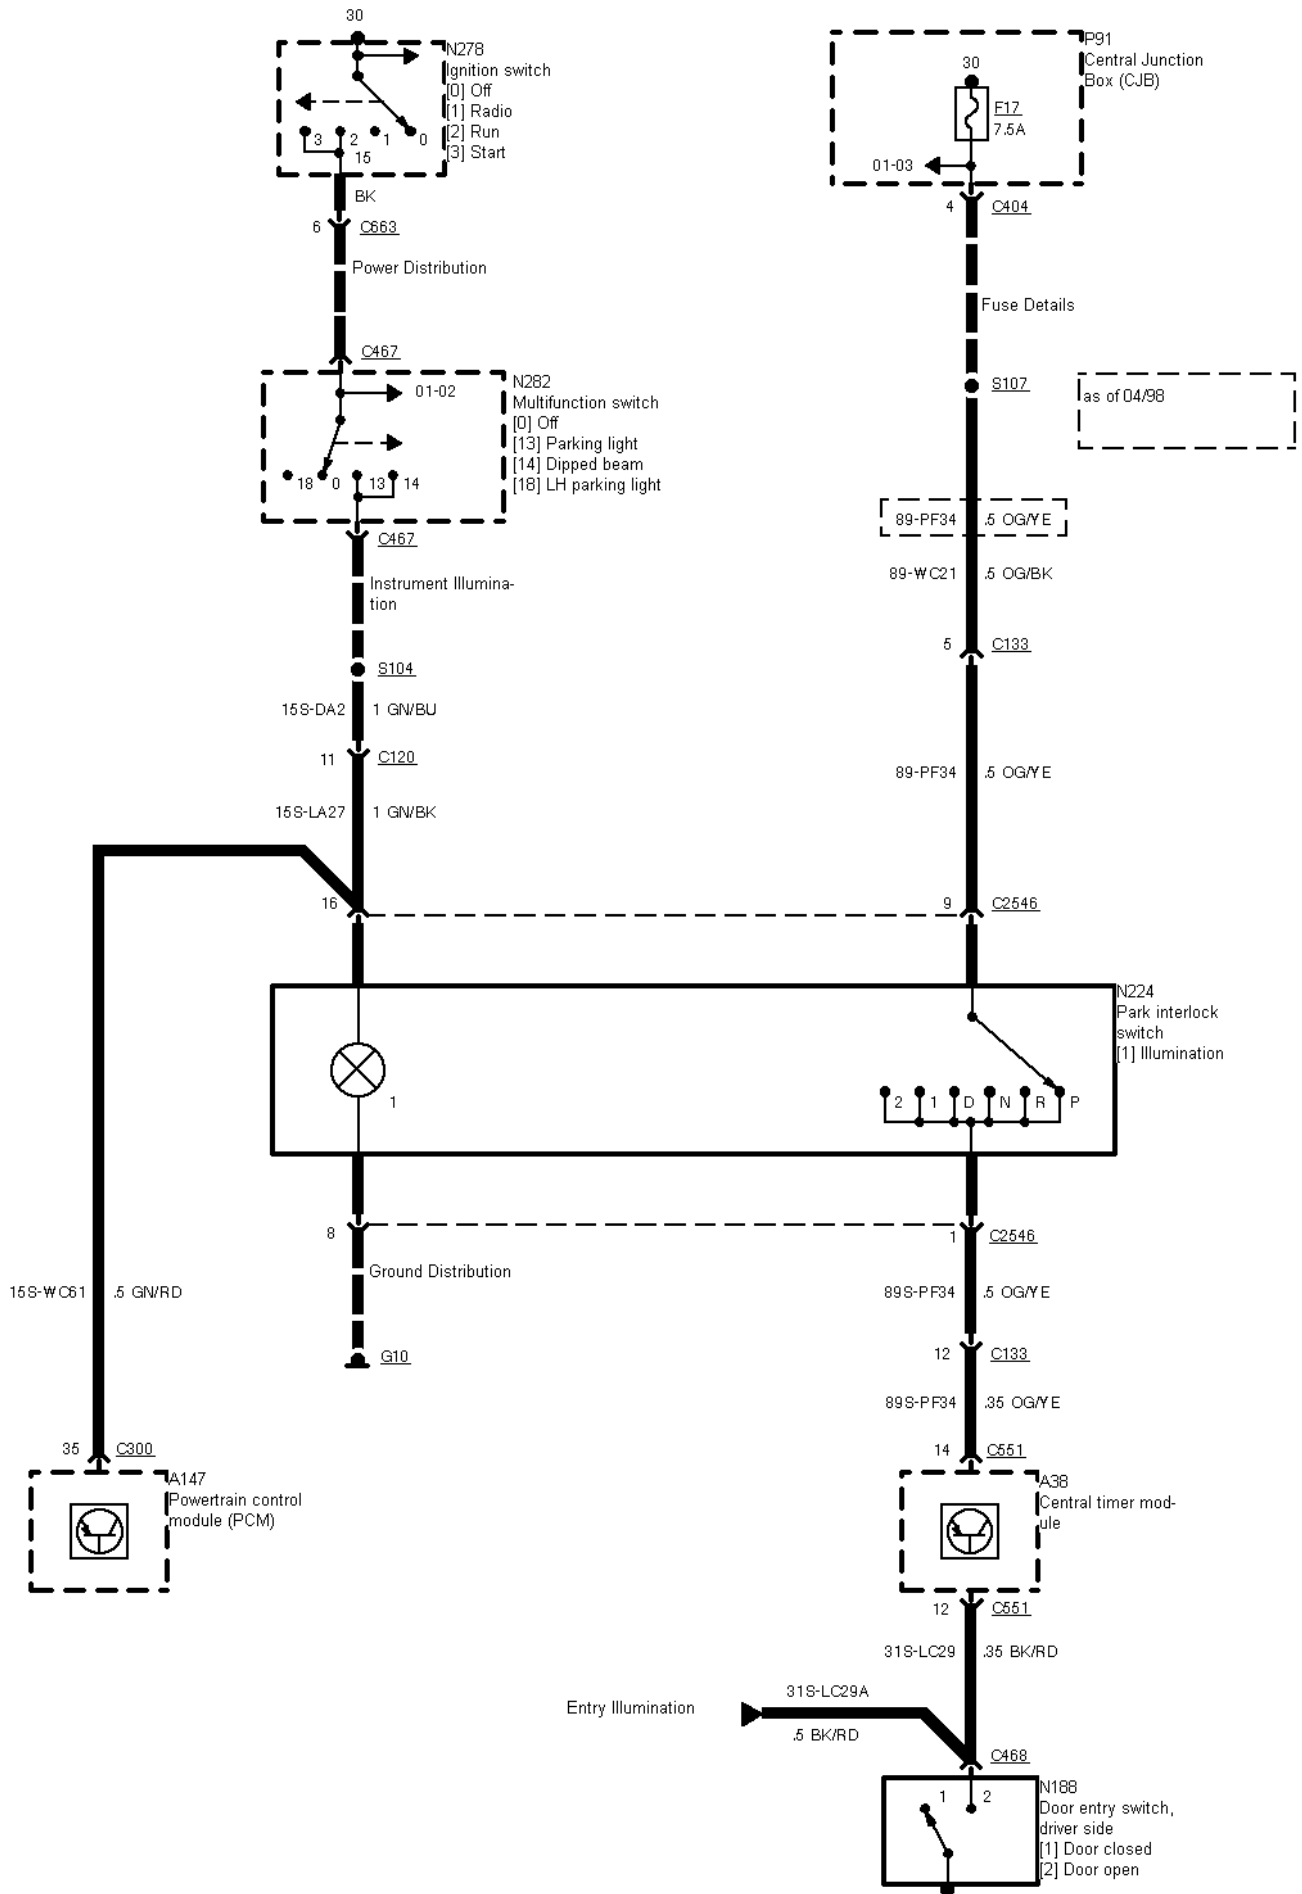 30
N278
Ignition switch
[0] Off
[1] Radio
[2] Run
[3] Start
3 2 1 0
15
BK
6 C663
Power Distribution
C467
01-02
N282
Multifunction switch
[0] Off
[13] Parking light
[14] Dipped beam
[18] LH parking light
18 0 13 14
C467
Instrument Illumina-
tion
S104
15S-DA2 1 GN/BU
11 C120
15S-LA27 1 GN/BK
16
P91
Central Junction
Box (CJB)
30
F17
7.5A
01-03
4 C404
Fuse Details
S107
as of 04/98
89-PF34 .5 OG/YE
89-WC21 .5 OG/BK
5 C133
89-PF34 .5 OG/YE
9 C2546
N224
Park interlock
switch
[1] Illumination
1
2 1 D N R P
8
Ground Distribution
G10
1 C2546
89S-PF34 .5 OG/YE
12 C133
89S-PF34 .35 OG/YE
14 C551
15S-WC61 .5 GN/RD
35 C300
A147
Powertrain control
module (PCM)
A38
Central timer mod-
ule
12 C551
31S-LC29 .35 BK/RD
31S-LC29A
Entry Illumination
.5 BK/RD
C468
1 2
N188
Door entry switch,
driver side
[1] Door closed
[2] Door open